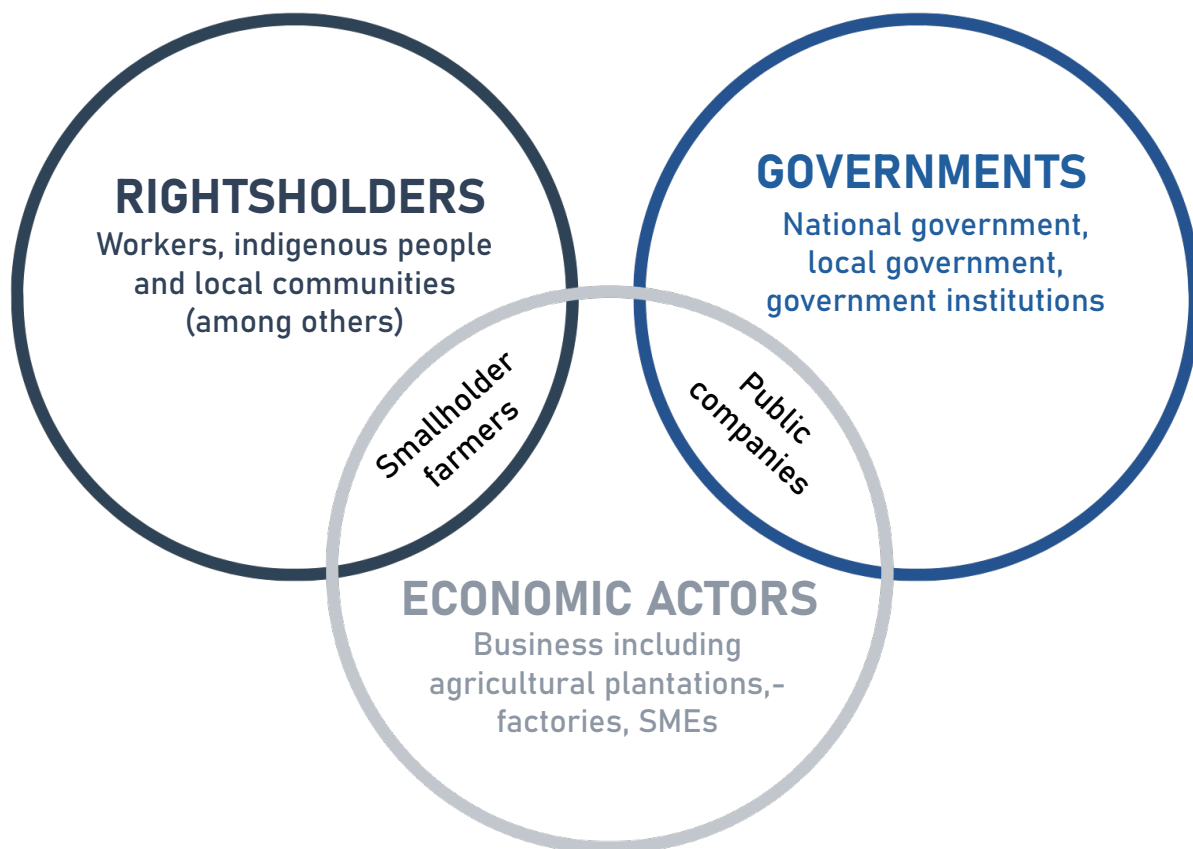 RIGHTSHOLDERS
Workers, indigenous people
and local communities
(among others)
GOVERNMENTS
National government,
local government,
government institutions
Smallholder
farmers
Public
companies
ECONOMIC ACTORS
Business including
agricultural plantations,-
factories, SMEs